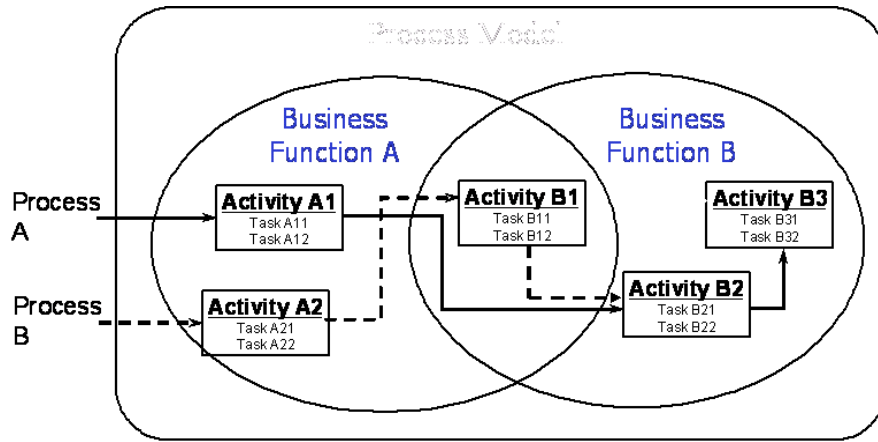 Process Model
Business
Function A
Business
Function B
Process
A
Activity A1
Task A11
Task A12
Activity B1
Task B11
Task B12
Activity B3
Task B31
Task B32
Process
B
Activity A2
Task A21
Task A22
Activity B2
Task B21
Task B22